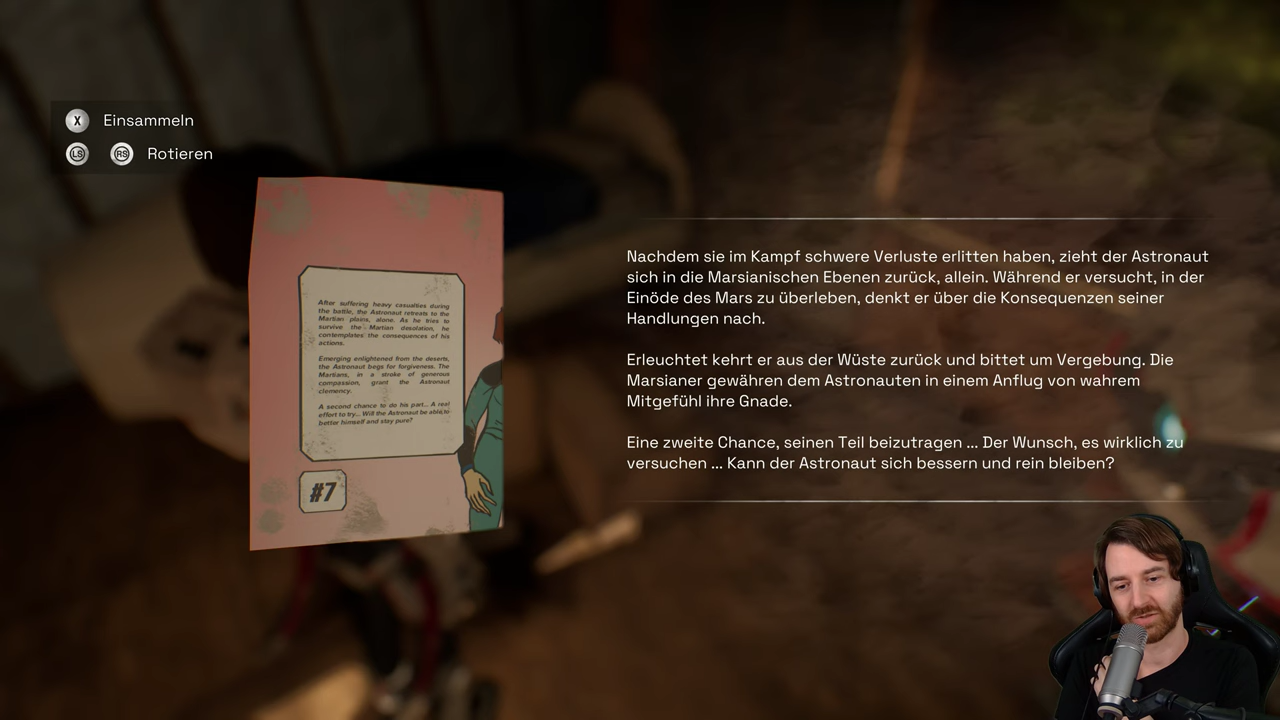 X Einsammeln
LS RS Rotieren
After suffering heavy casualties during
the battle, the Astronaut retreats to the
Martian plains, alone. As he tries to
survive the Martian desolation, he
contemplates the consequences of his
actions.
Emerging enlightened from the deserts,
the Astronaut begs for forgiveness. The
Martians, in a stroke of generous
compassion, grant the Astronaut
clemency.
A second chance to do his part... A real
effort to try... Will the Astronaut be able to
better himself and stay pure?
#7
Nachdem sie im Kampf schwere Verluste erlitten haben, zieht der Astronaut
sich in die Marsianischen Ebenen zurück, allein. Während er versucht, in der
Einöde des Mars zu überleben, denkt er über die Konsequenzen seiner
Handlungen nach.
Erleuchtet kehrt er aus der Wüste zurück und bittet um Vergebung. Die
Marsianer gewähren dem Astronauten in einem Anflug von wahrem
Mitgefühl ihre Gnade.
Eine zweite Chance, seinen Teil beizutragen ... Der Wunsch, es wirklich zu
versuchen ... Kann der Astronaut sich bessern und rein bleiben?